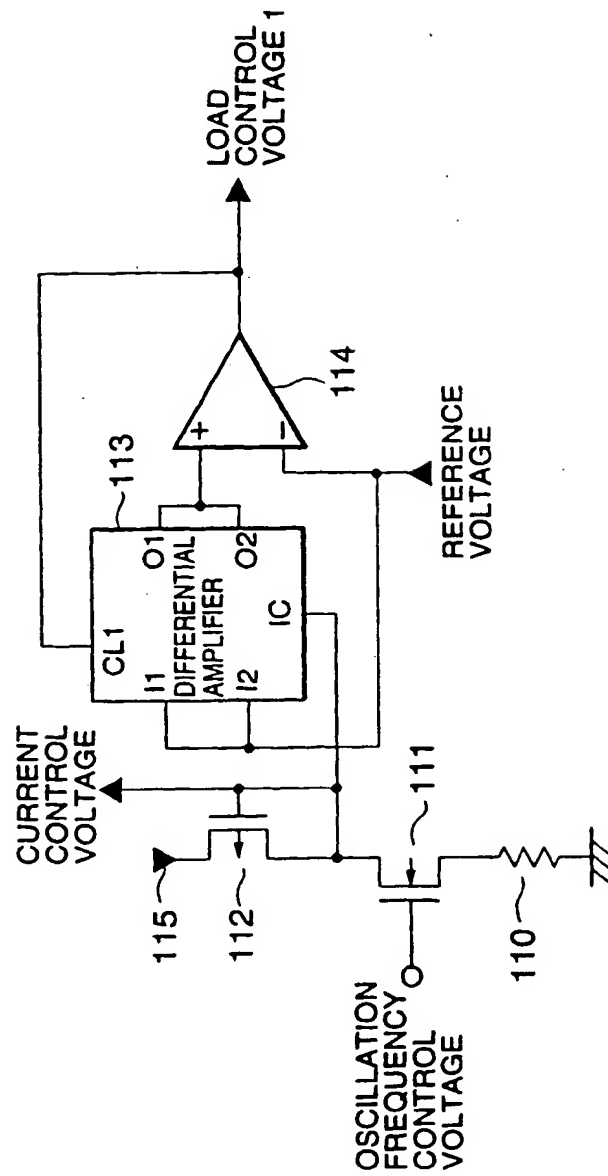 CURRENT
CONTROL
VOLTAGE
115
112
OSCILLATION
FREQUENCY
CONTROL
VOLTAGE
111
110
113
CL1
I1
O1
DIFFERENTIAL
AMPLIFIER
I2
O2
IC
+
-
114
REFERENCE
VOLTAGE
LOAD
CONTROL
VOLTAGE 1